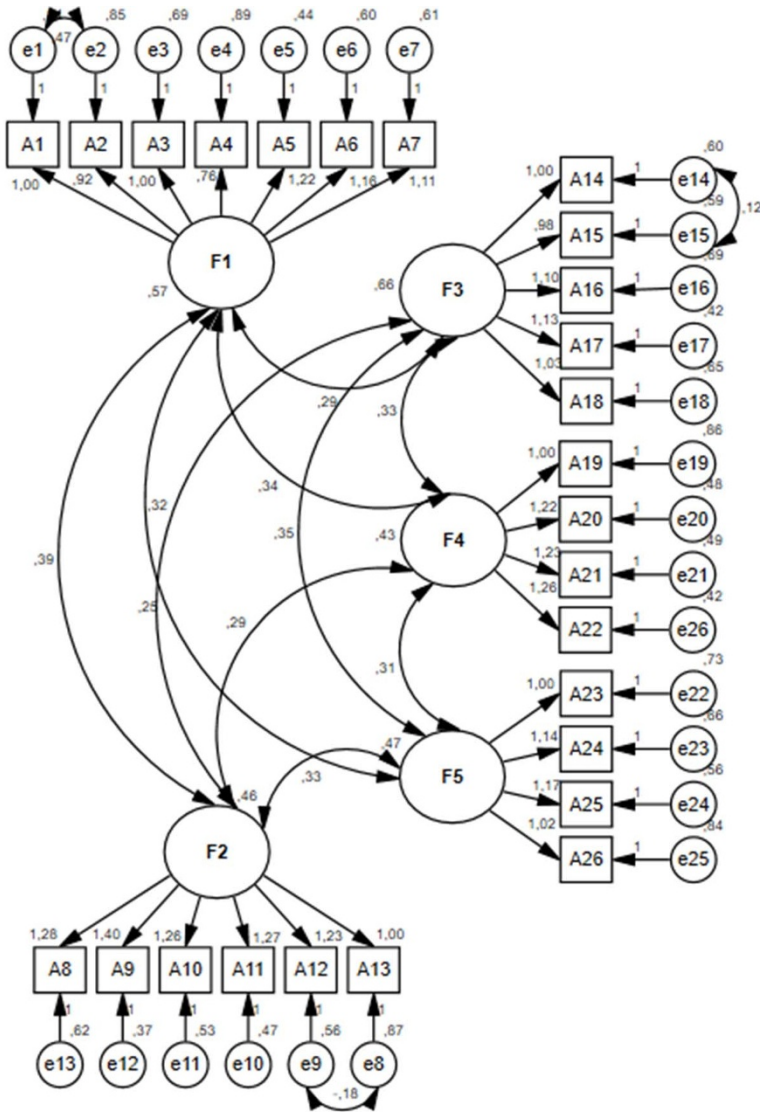 ,85 ,69 ,89 ,44 ,60 ,61
e1 ,47 e2 e3 e4 e5 e6 e7
1 1 1 1 1 1 1
A1 A2 A3 A4 A5 A6 A7
1,00 ,92 1,00 ,76 1,22 1,16 1,11
F1
,57
,60
1,00 A14 1 e14
,59 ,12
,98 A15 1 e15
,69
,66 F3 1,10 A16 1 e16
,42
1,13 A17 1 e17
,65
1,03 A18 1 e18
,29 ,33
,86
1,00 A19 1 e19
,48
,34
,32 ,35 ,43 F4 1,22 A20 1 e20
,49
,39 1,23 A21 1 e21
,42
1,26 A22 1 e26
,25 ,29
,73
,31 1,00 A23 1 e22
,66
,47 1,14 A24 1 e23
,56
,33 F5 1,17 A25 1 e24
,84
,46 1,02 A26 1 e25
F2
1,28 1,40 1,26 1,27 1,23 1,00
A8 A9 A10 A11 A12 A13
1 1 1 1 1 1
,62 ,37 ,53 ,47 ,56 ,87
e13 e12 e11 e10 e9 e8
-,18